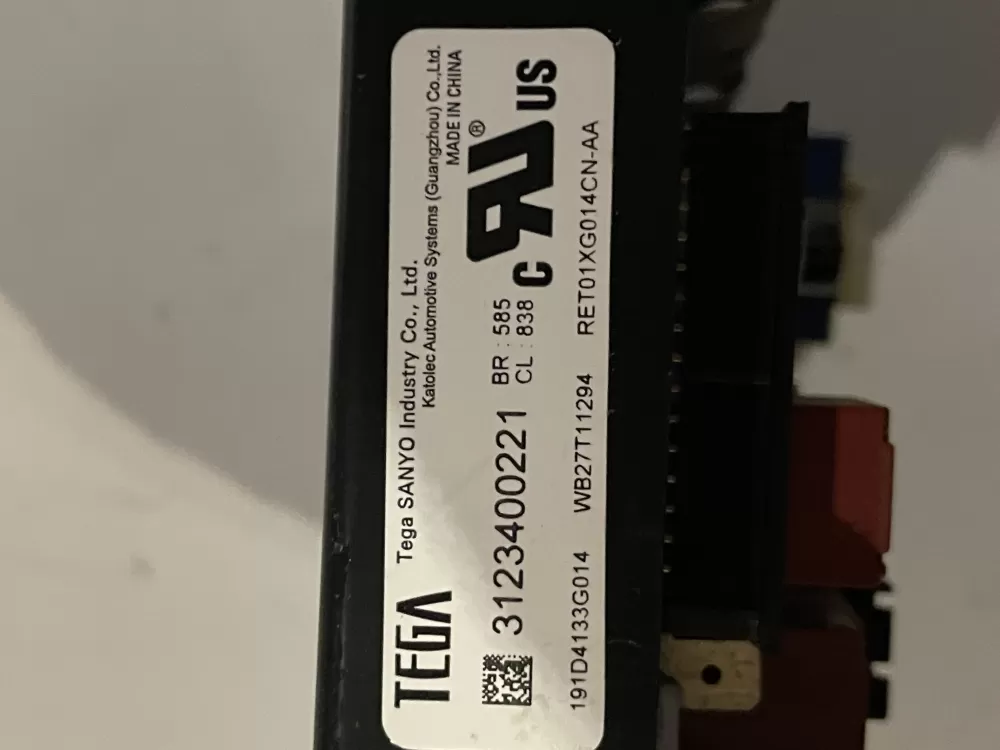 TEGA
Tega SANYO Industry Co., Ltd.
Katolec Automotive Systems (Guangzhou) Co.,Ltd.
MADE IN CHINA
3123400221
BR : 585
CL : 838
C RU ® US
191D4133G014 WB27T11294 RET01XG014CN-AA